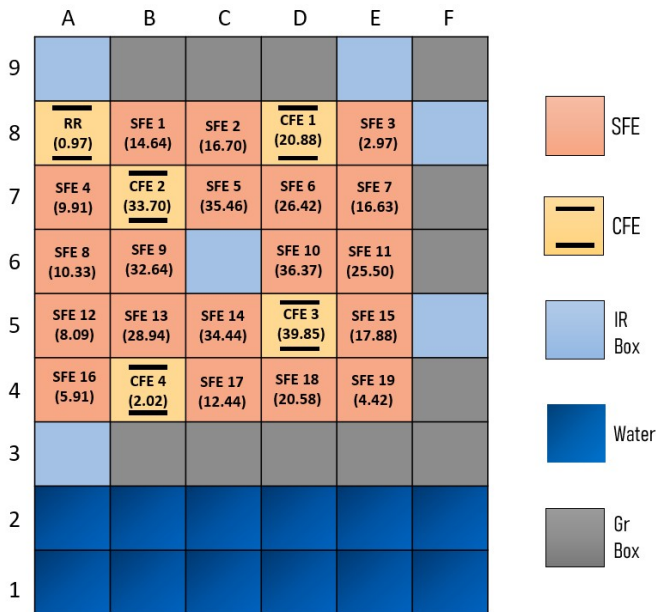 A B C D E F
9
8
RR SFE 1 SFE 2 CFE 1 SFE 3
(0.97) (14.64) (16.70) (20.88) (2.97)
7
SFE 4 CFE 2 SFE 5 SFE 6 SFE 7
(9.91) (33.70) (35.46) (26.42) (16.63)
6
SFE 8 SFE 9 SFE 10 SFE 11
(10.33) (32.64) (36.37) (25.50)
5
SFE 12 SFE 13 SFE 14 CFE 3 SFE 15
(8.09) (28.94) (34.44) (39.85) (17.88)
4
SFE 16 CFE 4 SFE 17 SFE 18 SFE 19
(5.91) (2.02) (12.44) (20.58) (4.42)
3
2
1
SFE
CFE
IR
Box
Water
Gr
Box